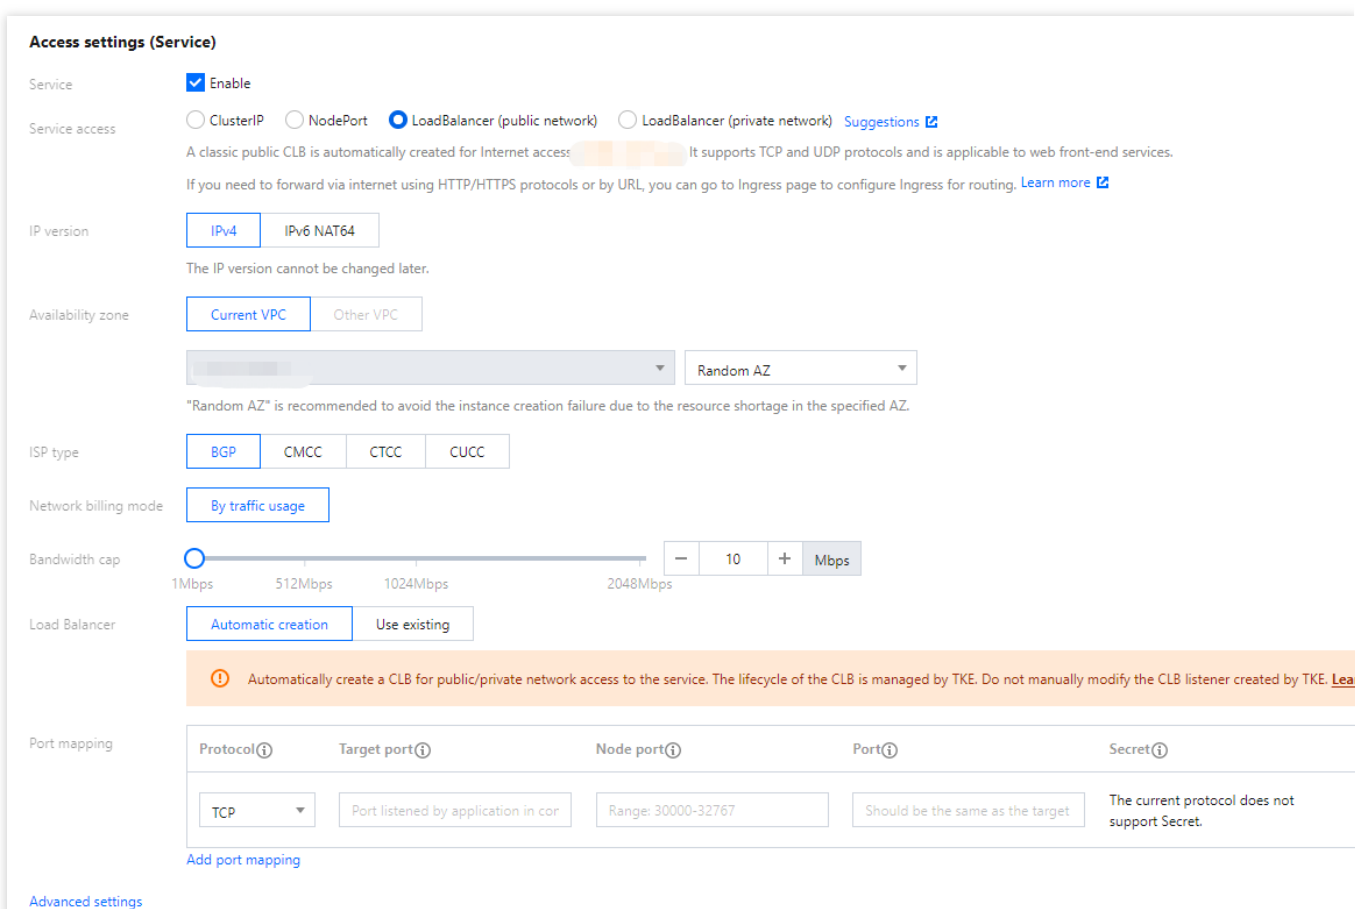 Access settings (Service)
Service
Enable
Service access
ClusterIP NodePort LoadBalancer (public network) LoadBalancer (private network) Suggestions
A classic public CLB is automatically created for Internet access It supports TCP and UDP protocols and is applicable to web front-end services.
If you need to forward via internet using HTTP/HTTPS protocols or by URL, you can go to Ingress page to configure Ingress for routing. Learn more
IP version
IPv4 IPv6 NAT64
The IP version cannot be changed later.
Availability zone
Current VPC Other VPC
Random AZ
"Random AZ" is recommended to avoid the instance creation failure due to the resource shortage in the specified AZ.
ISP type
BGP CMCC CTCC CUCC
Network billing mode
By traffic usage
Bandwidth cap
10 Mbps
1Mbps 512Mbps 1024Mbps 2048Mbps
Load Balancer
Automatic creation Use existing
Automatically create a CLB for public/private network access to the service. The lifecycle of the CLB is managed by TKE. Do not manually modify the CLB listener created by TKE. Lea
Port mapping
Protocol Target port Node port Port Secret
TCP Port listened by application in cor Range: 30000-32767 Should be the same as the target The current protocol does not
support Secret.
Add port mapping
Advanced settings